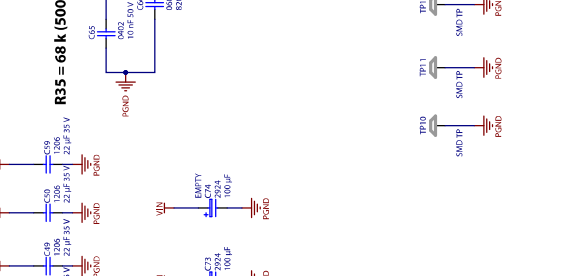 R35 = 68 k (500
C65
0402
10 nF 50 V
PGND
TP11
SMD TP
PGND
SMD TP
TP10
SMD TP
PGND
C59
1206
22 µF 35 V
PGND
C50
1206
22 µF 35 V
PGND
C49
1206
22 µF 35 V
PGND
VIN
EMPTY
C74
2924
100 µF
PGND
C73
2924
100 µF